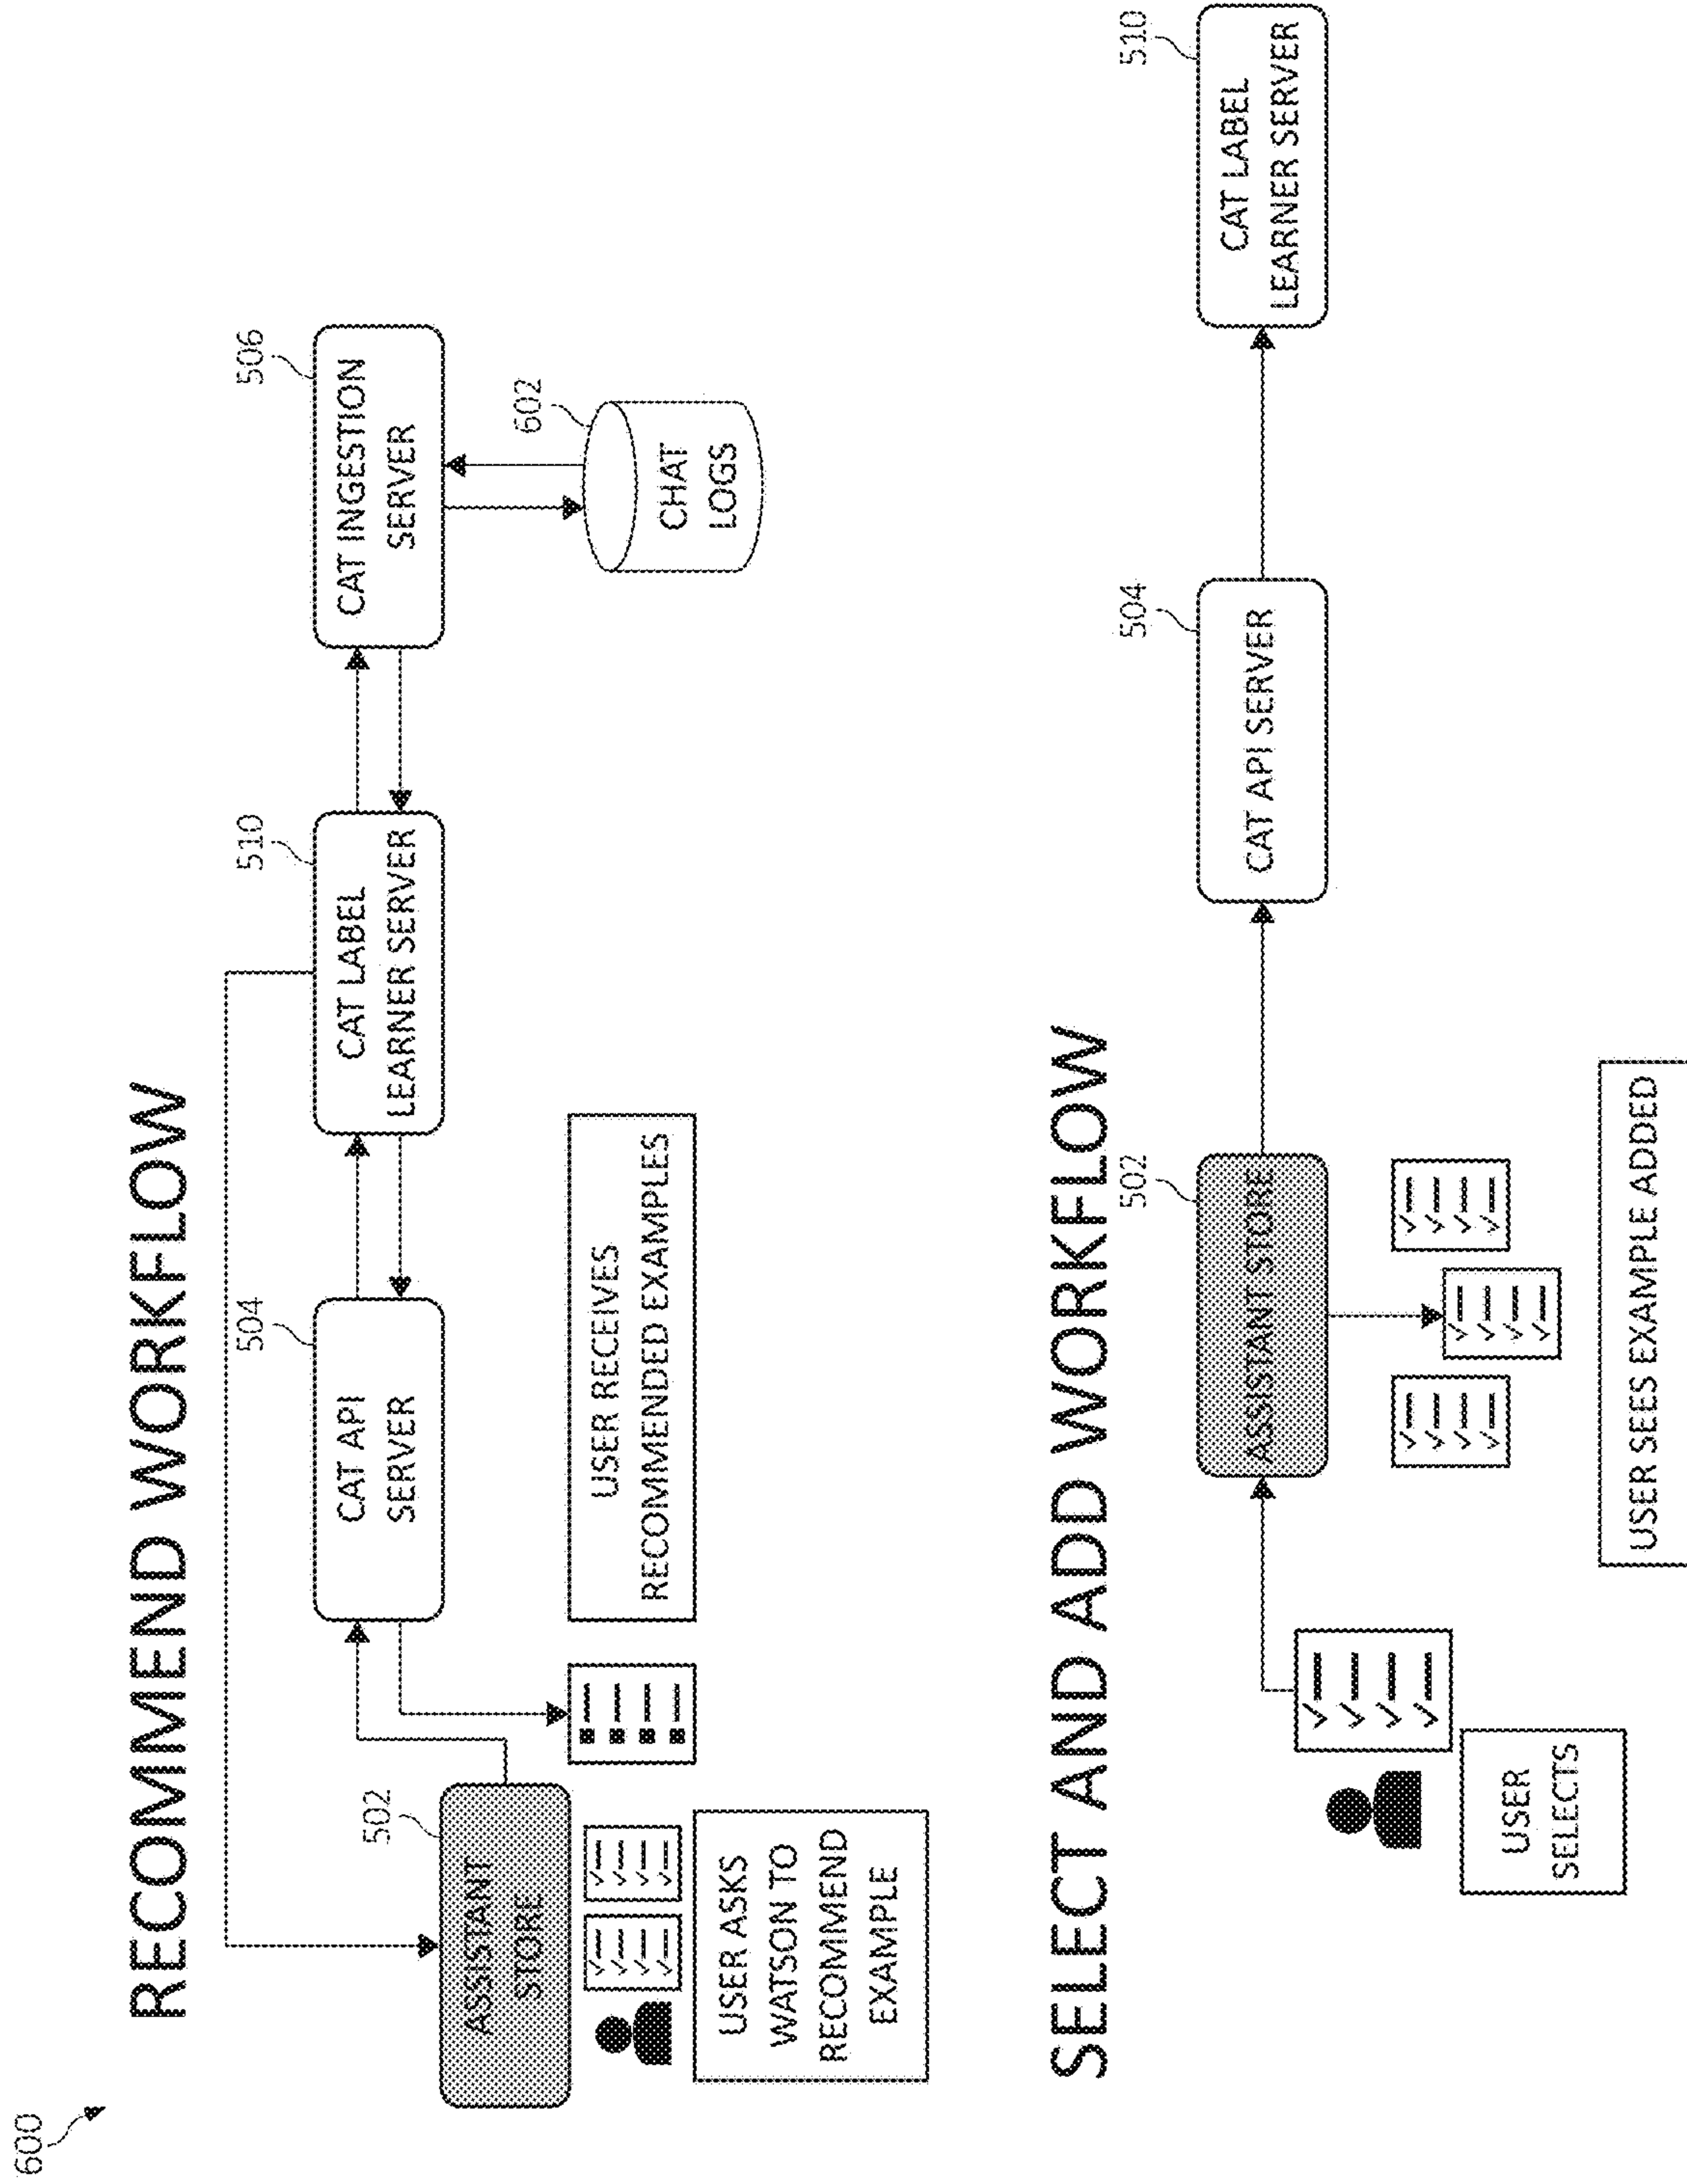 600
RECOMMEND WORKFLOW
502
ASSISTANT
STORE
USER ASKS
WATSON TO
RECOMMEND
EXAMPLE
504
CAT API
SERVER
USER RECEIVES
RECOMMENDED EXAMPLES
510
CAT LABEL
LEARNER SERVER
506
CAT INGESTION
SERVER
602
CHAT
LOGS
SELECT AND ADD WORKFLOW
USER
SELECTS
502
ASSISTANT STORE
USER SEES EXAMPLE ADDED
504
CAT API SERVER
510
CAT LABEL
LEARNER SERVER